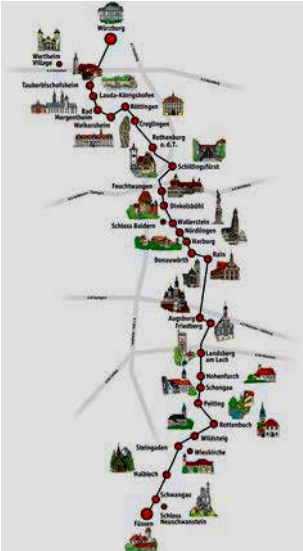 Würzburg
Wertheim
Village
Tauberbischofsheim
Lauda-Königshofen
Bad
Mergentheim
Röttingen
Weikersheim
Creglingen
Rothenburg
o.d.T.
Schillingsfürst
Feuchtwangen
Dinkelsbühl
Schloss Baldern
Wallerstein
Nördlingen
Harburg
Donauwörth
Rain
Augsburg
Friedberg
Landsberg
am Lech
Hohenfurch
Schongau
Peiting
Rottenbuch
Wildsteig
Steingaden
Wieskirche
Halblech
Schwangau
Schloss
Neuschwanstein
Füssen